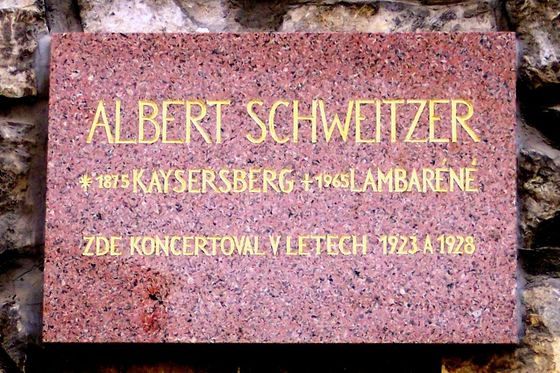 ALBERT SCHWEITZER
* 1875 KAYSERSBERG + 1965 LAMBARÉNÉ
ZDE KONCERTOVAL V LETECH 1923 A 1928